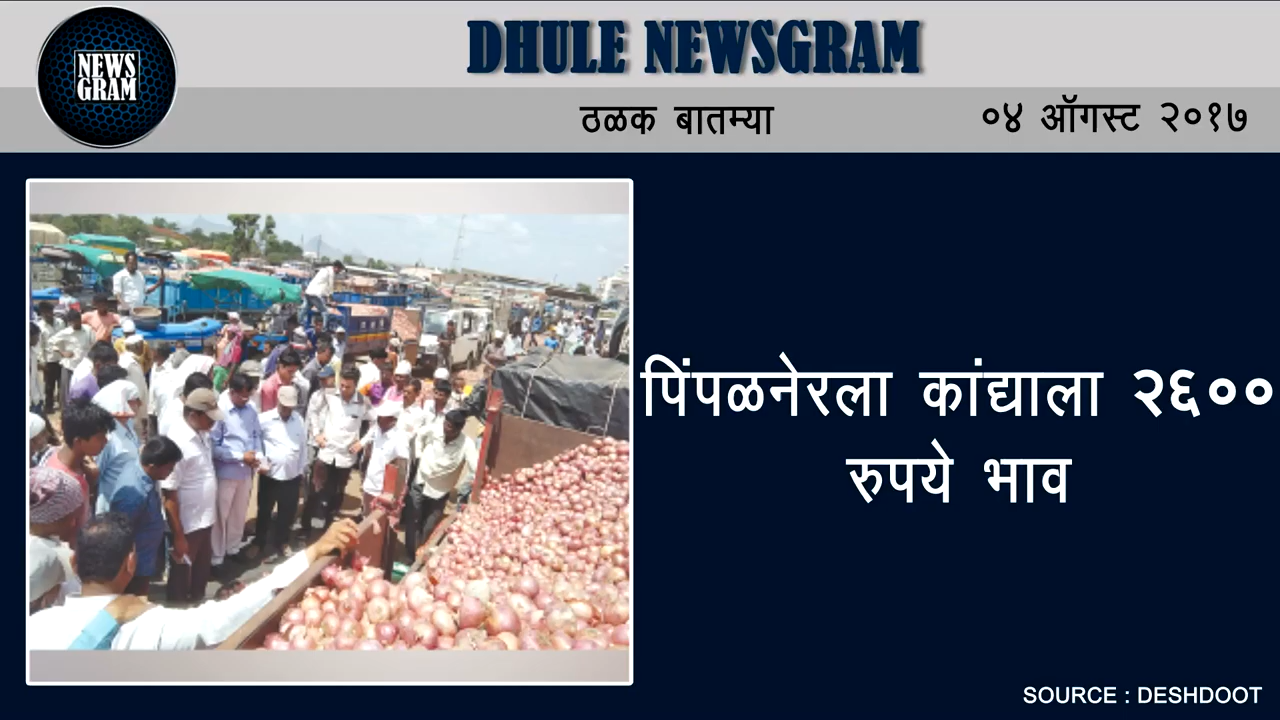 NEWS
GRAM
DHULE NEWSGRAM
ठळक बातम्या
०४ ऑगस्ट २०१७
पिंपळनेरला कांद्याला २६००
रुपये भाव
SOURCE : DESHDOOT